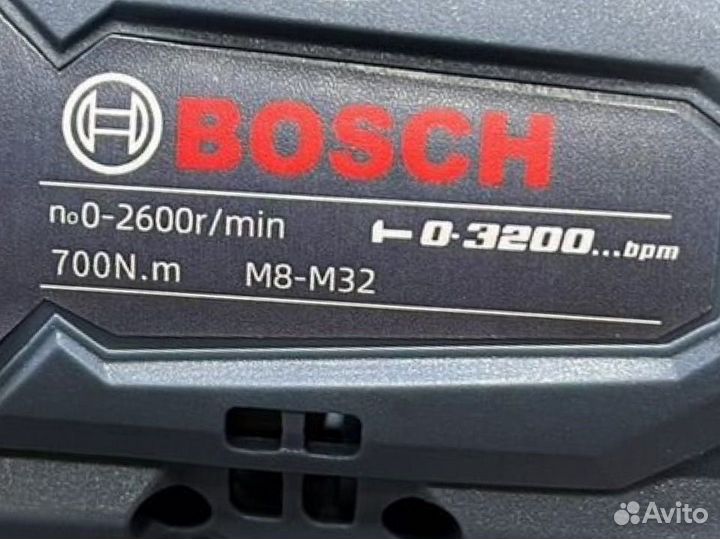 BOSCH
n₀0-2600r/min
0-3200...bpm
700N.m M8-M32
Avito